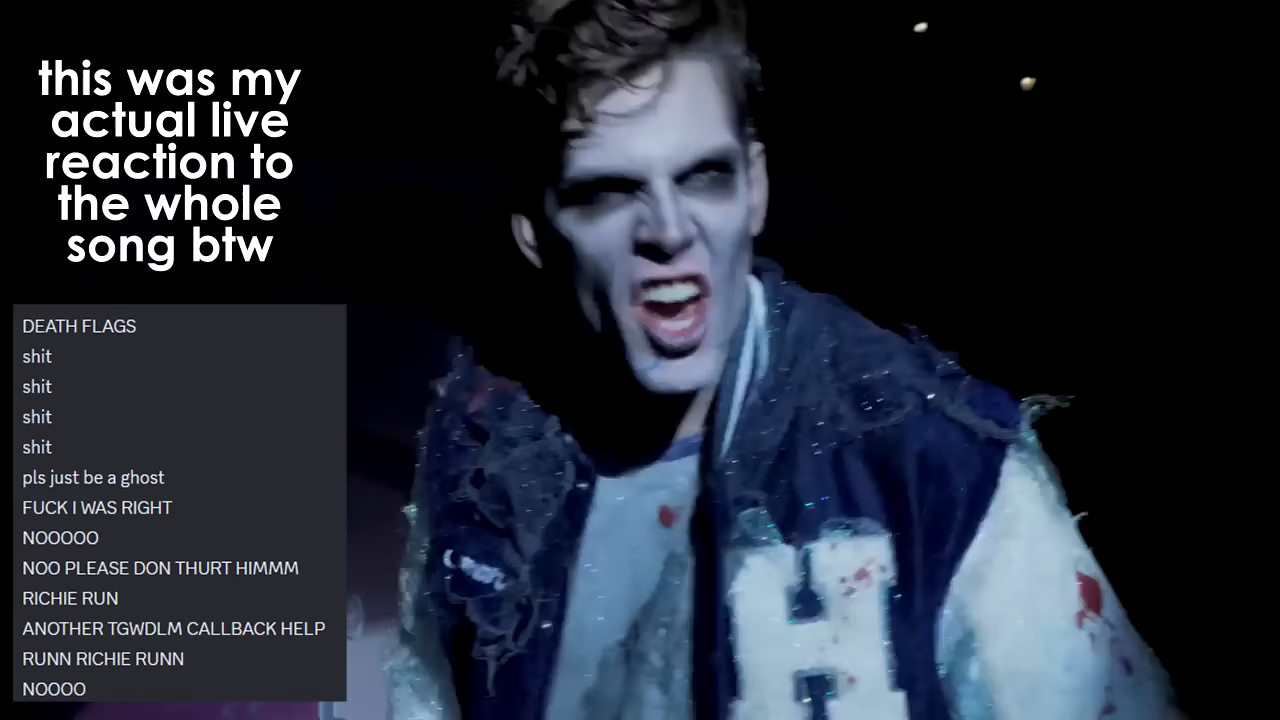 this was my
actual live
reaction to
the whole
song btw
DEATH FLAGS
shit
shit
shit
shit
pls just be a ghost
FUCK I WAS RIGHT
NOOOOO
NOO PLEASE DON THURT HIMMM
RICHIE RUN
ANOTHER TGWDLM CALLBACK HELP
RUNN RICHIE RUNN
NOOOO
H